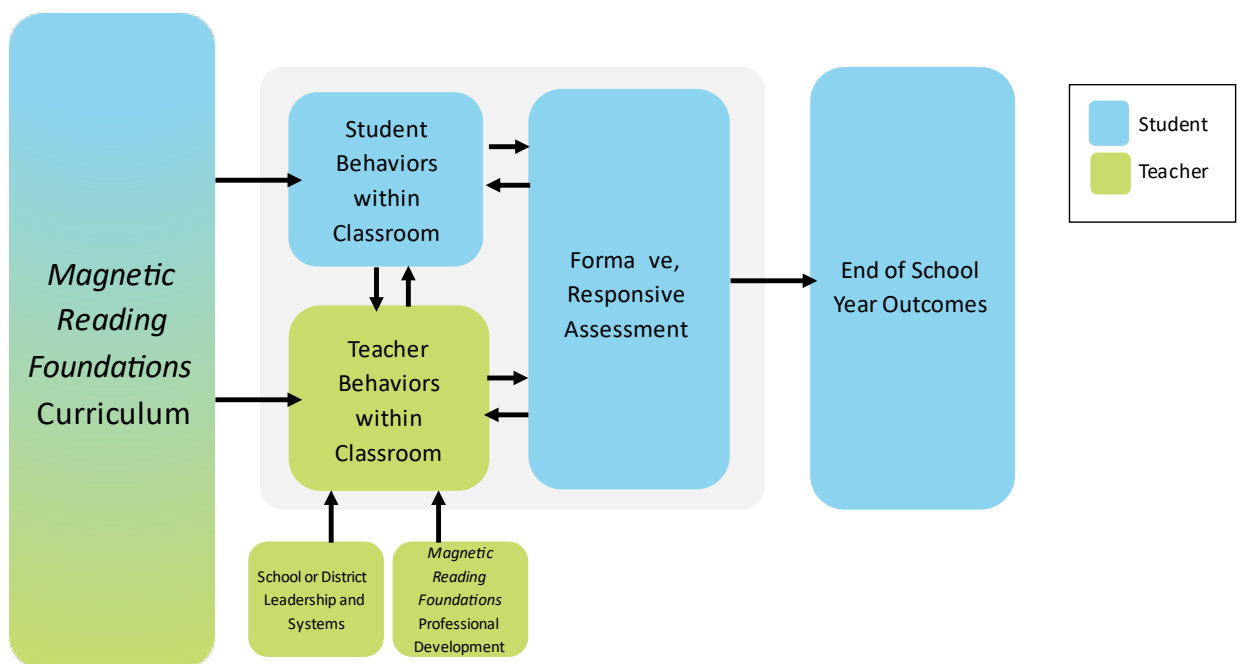 Magnetic
Reading
Foundations
Curriculum
Student
Behaviors
within
Classroom
Teacher
Behaviors
within
Classroom
School or District
Leadership and
Systems
Magnetic
Reading
Foundations
Professional
Development
Forma ve,
Responsive
Assessment
End of School
Year Outcomes
Student
Teacher